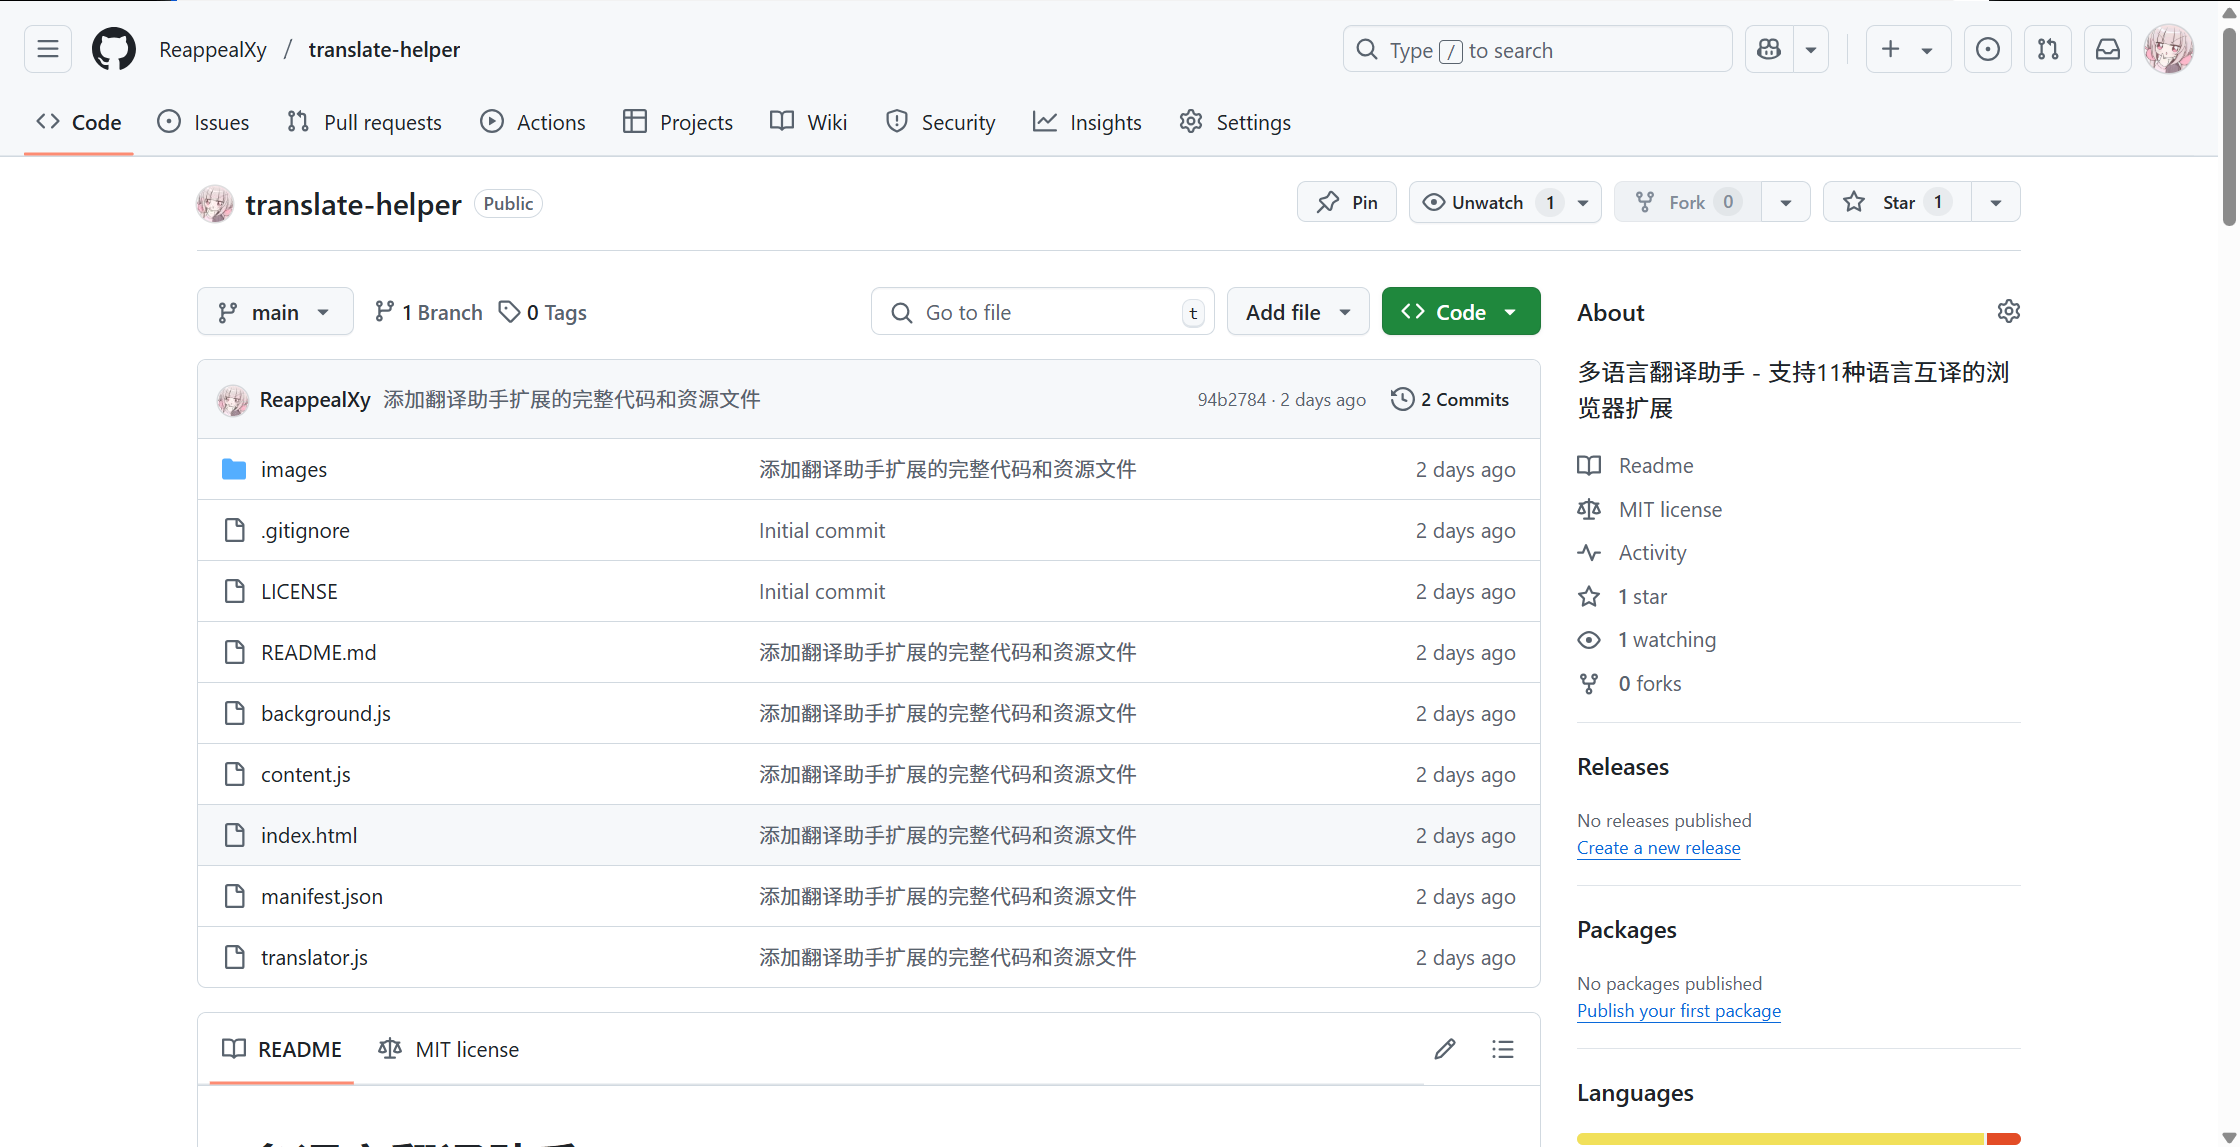 ReappealXy / translate-helper
Type / to search
Code Issues Pull requests Actions Projects Wiki Security Insights Settings
translate-helper Public
Pin Unwatch 1 Fork 0 Star 1
main 1 Branch 0 Tags Go to file t Add file Code
ReappealXy 添加翻译助手扩展的完整代码和资源文件 94b2784 · 2 days ago 2 Commits
images 添加翻译助手扩展的完整代码和资源文件 2 days ago
.gitignore Initial commit 2 days ago
LICENSE Initial commit 2 days ago
README.md 添加翻译助手扩展的完整代码和资源文件 2 days ago
background.js 添加翻译助手扩展的完整代码和资源文件 2 days ago
content.js 添加翻译助手扩展的完整代码和资源文件 2 days ago
index.html 添加翻译助手扩展的完整代码和资源文件 2 days ago
manifest.json 添加翻译助手扩展的完整代码和资源文件 2 days ago
translator.js 添加翻译助手扩展的完整代码和资源文件 2 days ago
README MIT license
About
多语言翻译助手 - 支持11种语言互译的浏
览器扩展
Readme
MIT license
Activity
1 star
1 watching
0 forks
Releases
No releases published
Create a new release
Packages
No packages published
Publish your first package
Languages